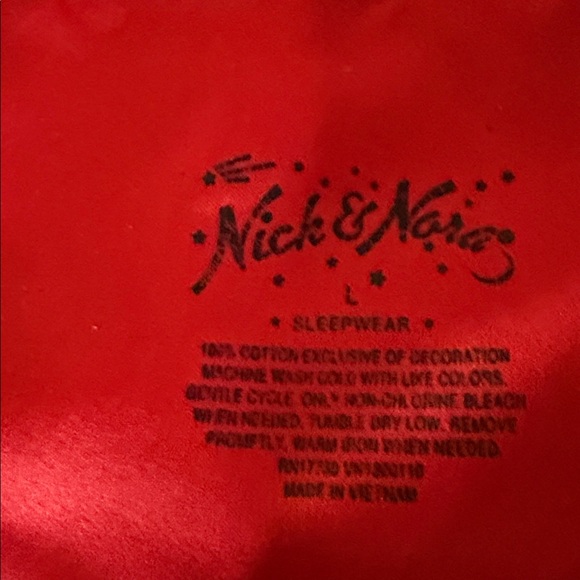 Nick & Nora
L
SLEEPWEAR
100% COTTON EXCLUSIVE OF DECORATION
MACHINE WASH COLD WITH LIKE COLORS.
GENTLE CYCLE. ONLY NON-CHLORINE BLEACH
WHEN NEEDED. TUMBLE DRY LOW. REMOVE
PROMPTLY. WARM IRON WHEN NEEDED.
MADE IN VIETNAM